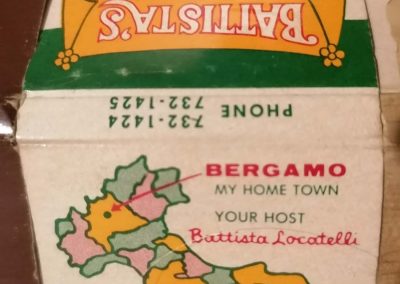 BATTISTA'S
PHONE 732-1424
732-1425
BERGAMO
MY HOME TOWN
YOUR HOST
Battista Locatelli